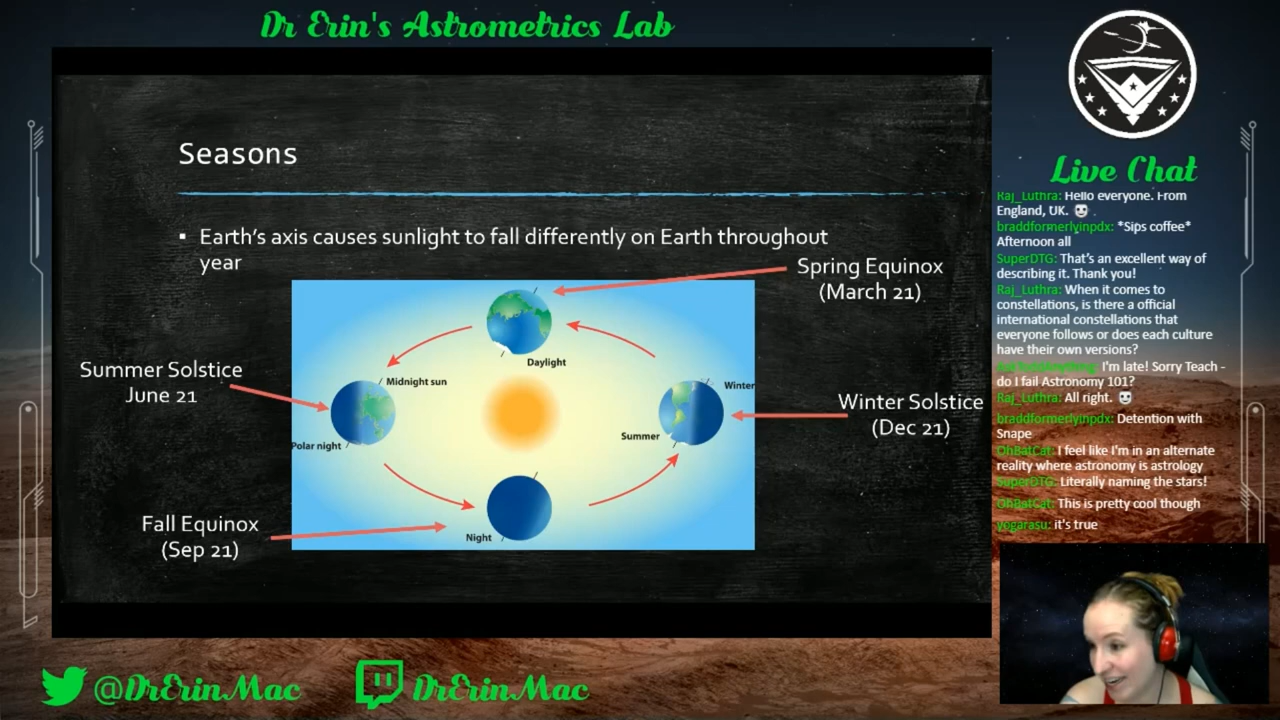 Dr Erin's Astrometrics Lab
Seasons
▪ Earth's axis causes sunlight to fall differently on Earth throughout
year
Spring Equinox
(March 21)
Daylight
Summer Solstice
June 21
Midnight sun
Polar night
Winter
Summer
Winter Solstice
(Dec 21)
Fall Equinox
(Sep 21)
Night
Live Chat
Raj_Luthra: Hello everyone. From
England, UK.
braddformerlyinpdx: *Sips coffee*
Afternoon all
SuperDTG: That's an excellent way of
describing it. Thank you!
Raj_Luthra: When it comes to
constellations, is there a official
international constellations that
everyone follows or does each culture
have their own versions?
I'm late! Sorry Teach -
do I fail Astronomy 101?
Raj_Luthra: All right.
braddformerlyinpdx: Detention with
Snape
OhBatCat: I feel like I'm in an alternate
reality where astronomy is astrology
SuperDTG: Literally naming the stars!
OhBatCat: This is pretty cool though
yogarasu: it's true
@DrErinMac
DrErinMac